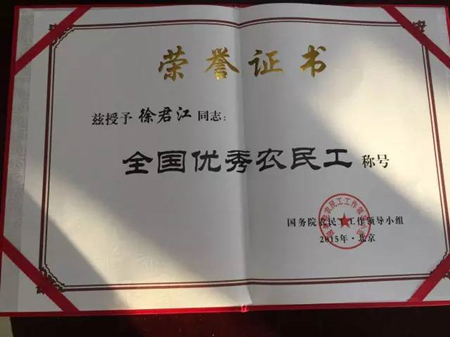 荣誉证书
兹授予 徐君江 同志：
全国优秀农民工 称号
国务院农民工工作领导小组
2015年·北京